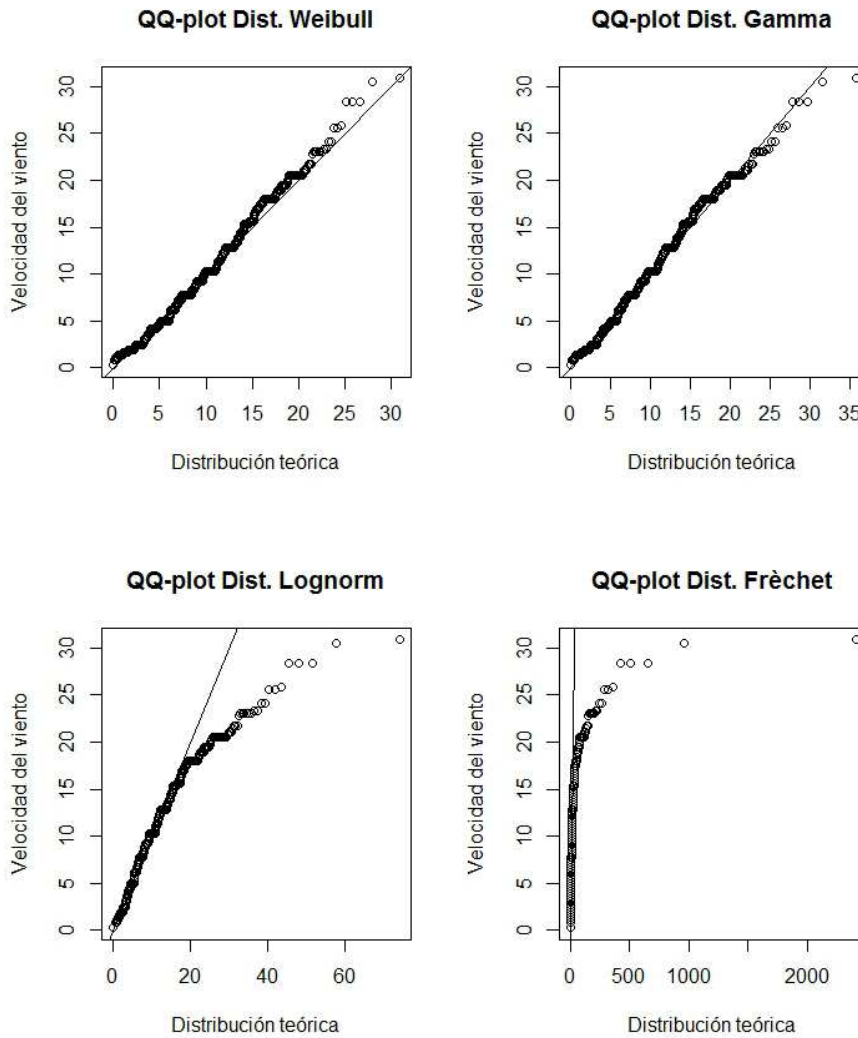 QQ-plot Dist. Weibull
Velocidad del viento
0 5 10 15 20 25 30
0 5 10 15 20 25 30
Distribución teórica
QQ-plot Dist. Gamma
Velocidad del viento
0 5 10 15 20 25 30
0 5 10 15 20 25 30 35
Distribución teórica
QQ-plot Dist. Lognorm
Velocidad del viento
0 5 10 15 20 25 30
0 20 40 60
Distribución teórica
QQ-plot Dist. Frèchet
Velocidad del viento
0 5 10 15 20 25 30
0 500 1000 2000
Distribución teórica